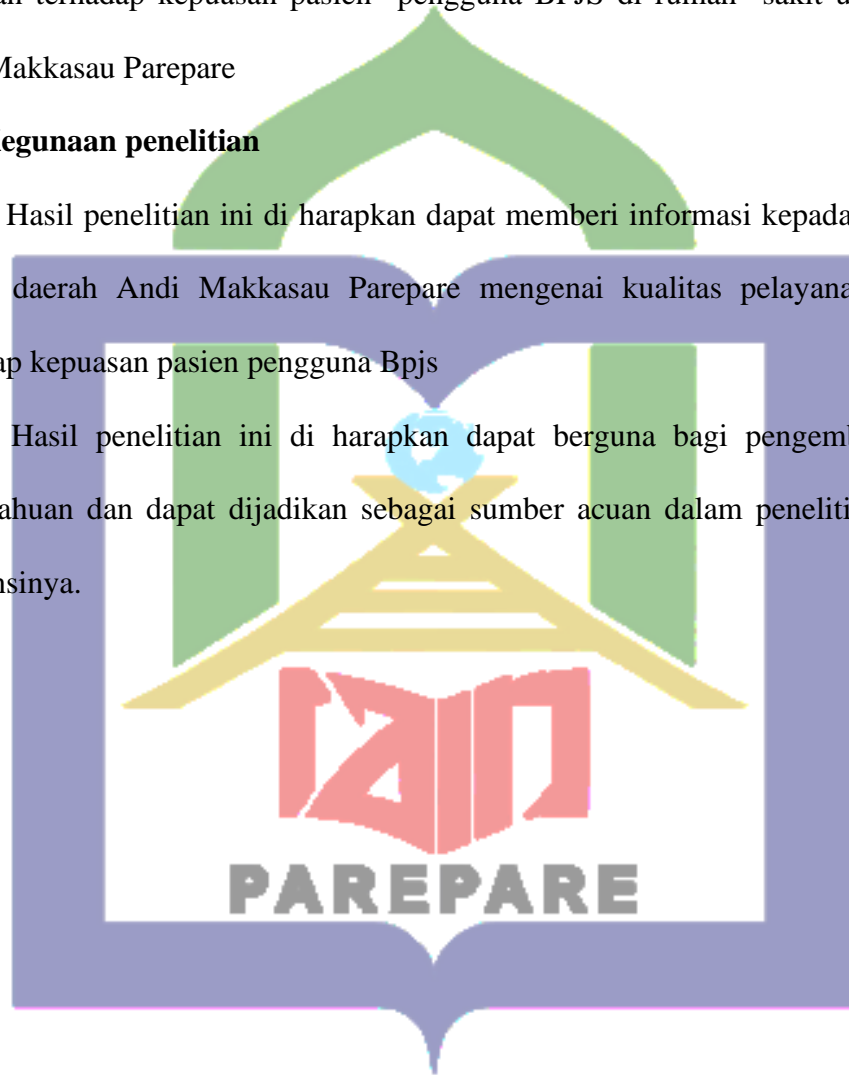 an terhadap kepuasan pasien pengguna BPJS di rumah sakit u
Makkasau Parepare
egunaan penelitian
Hasil penelitian ini di harapkan dapat memberi informasi kepada
daerah Andi Makkasau Parepare mengenai kualitas pelayana
ap kepuasan pasien pengguna Bpjs
Hasil penelitian ini di harapkan dapat berguna bagi pengemb
ahuan dan dapat dijadikan sebagai sumber acuan dalam peneliti
nsinya.
iain
PAREPARE